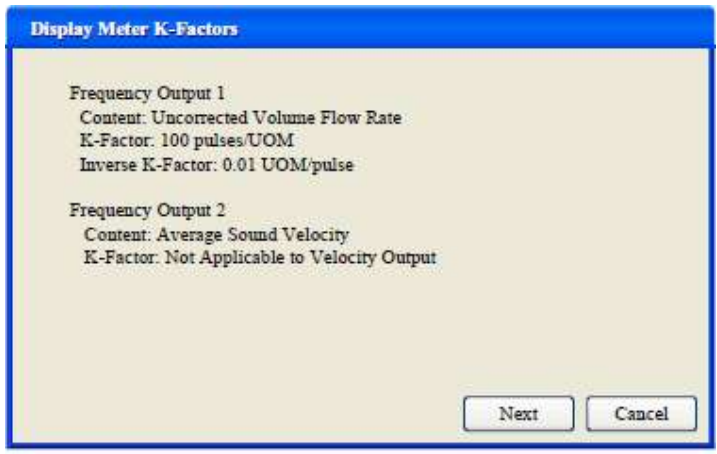 Display Meter K-Factors
Frequency Output 1
Content: Uncorrected Volume Flow Rate
K-Factor: 100 pulses/UOM
Inverse K-Factor: 0.01 UOM/pulse
Frequency Output 2
Content: Average Sound Velocity
K-Factor: Not Applicable to Velocity Output
Next
Cancel